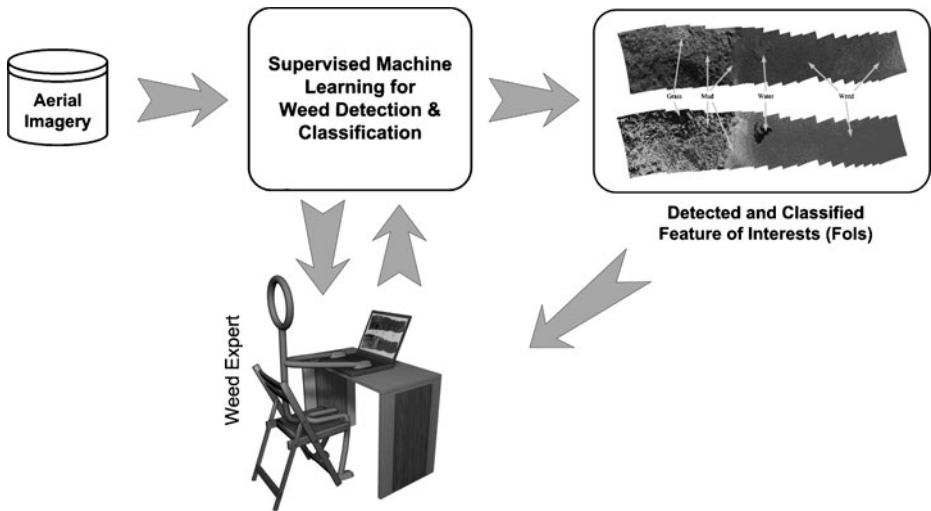 Aerial
Imagery
Supervised Machine
Learning for
Weed Detection &
Classification
Grass
Mud
Water
Weed
Detected and Classified
Feature of Interests (FoIs)
Weed Expert